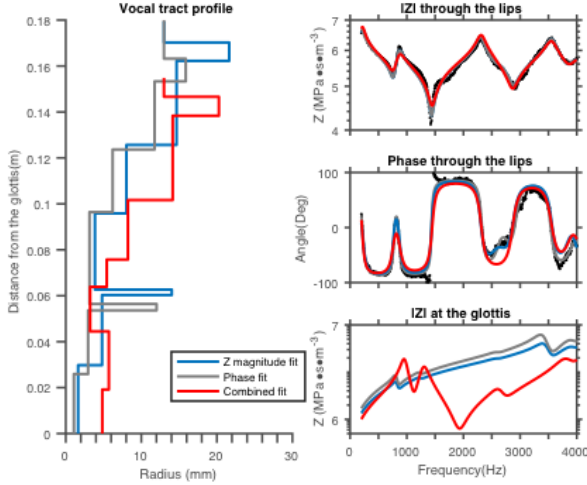 Vocal tract profile
0.18
0.16
0.14
0.12
0.1
0.08
0.06
0.04
0.02
0
Distance from the glottis(m)
Z magnitude fit
Phase fit
Combined fit
0 10 20 30
Radius (mm)
|Z| through the lips
7
6
5
4
Z (MPa●s●m-3)
Phase through the lips
100
0
-100
Angle(Deg)
|Z| at the glottis
7
6
Z (MPa●s●m-3)
0 1000 2000 3000 4000
Frequency(Hz)